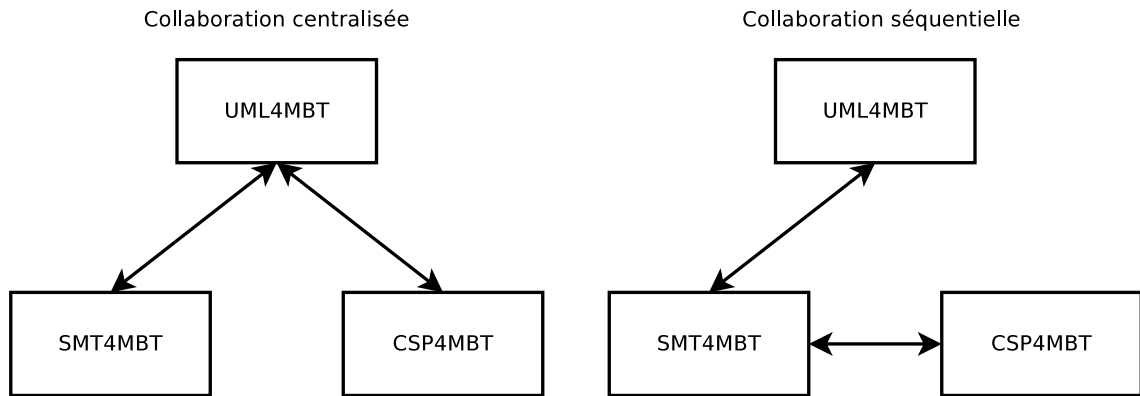 Collaboration centralisée
UML4MBT
SMT4MBT
CSP4MBT
Collaboration séquentielle
UML4MBT
SMT4MBT
CSP4MBT